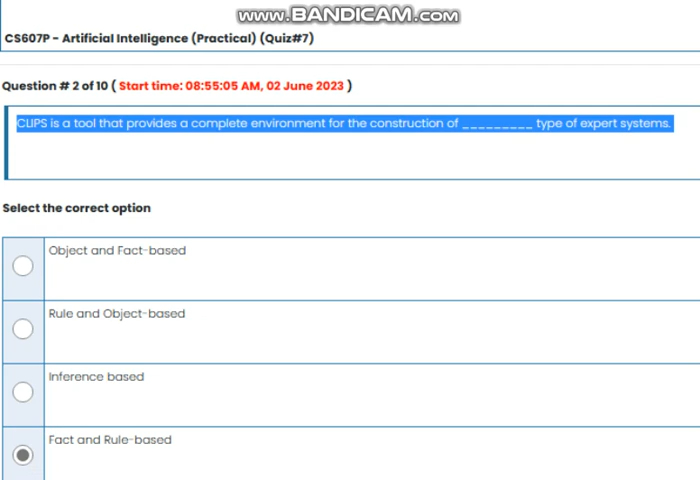 www.BANDICAM.com
CS607P - Artificial Intelligence (Practical) (Quiz#7)
Question # 2 of 10 ( Start time: 08:55:05 AM, 02 June 2023 )
CLIPS is a tool that provides a complete environment for the construction of _________ type of expert systems.
Select the correct option
Object and Fact-based
Rule and Object-based
Inference based
Fact and Rule-based